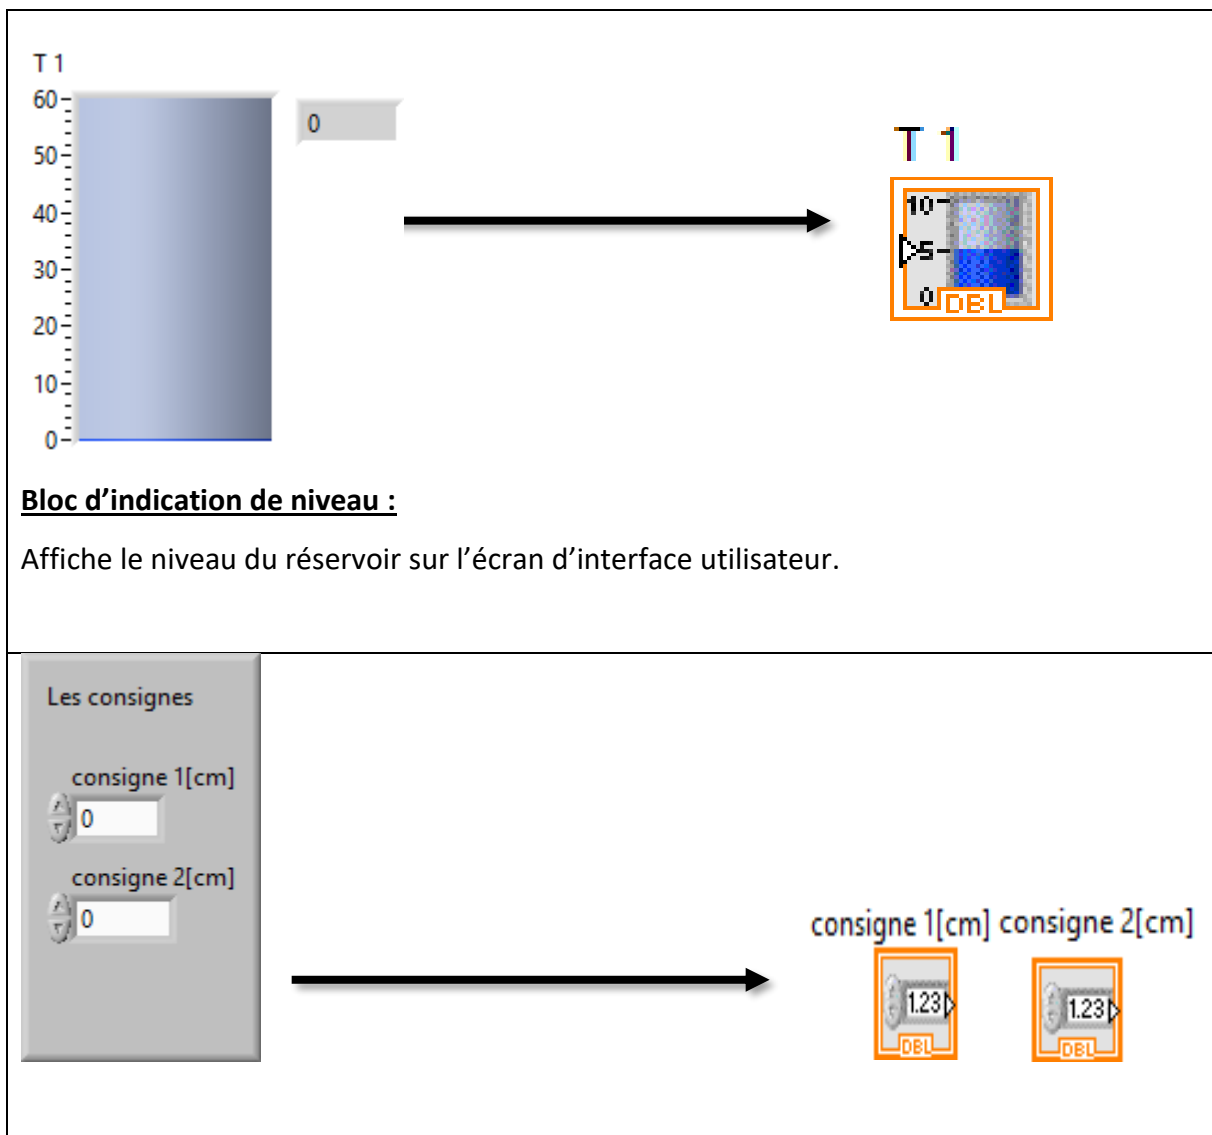 T 1
60
50
40
30
20
10
0
0
T 1
10
5
0
DBL
Bloc d’indication de niveau :
Affiche le niveau du réservoir sur l’écran d’interface utilisateur.
Les consignes
consigne 1[cm]
0
consigne 2[cm]
0
consigne 1[cm] consigne 2[cm]
1.23 1.23
DBL DBL